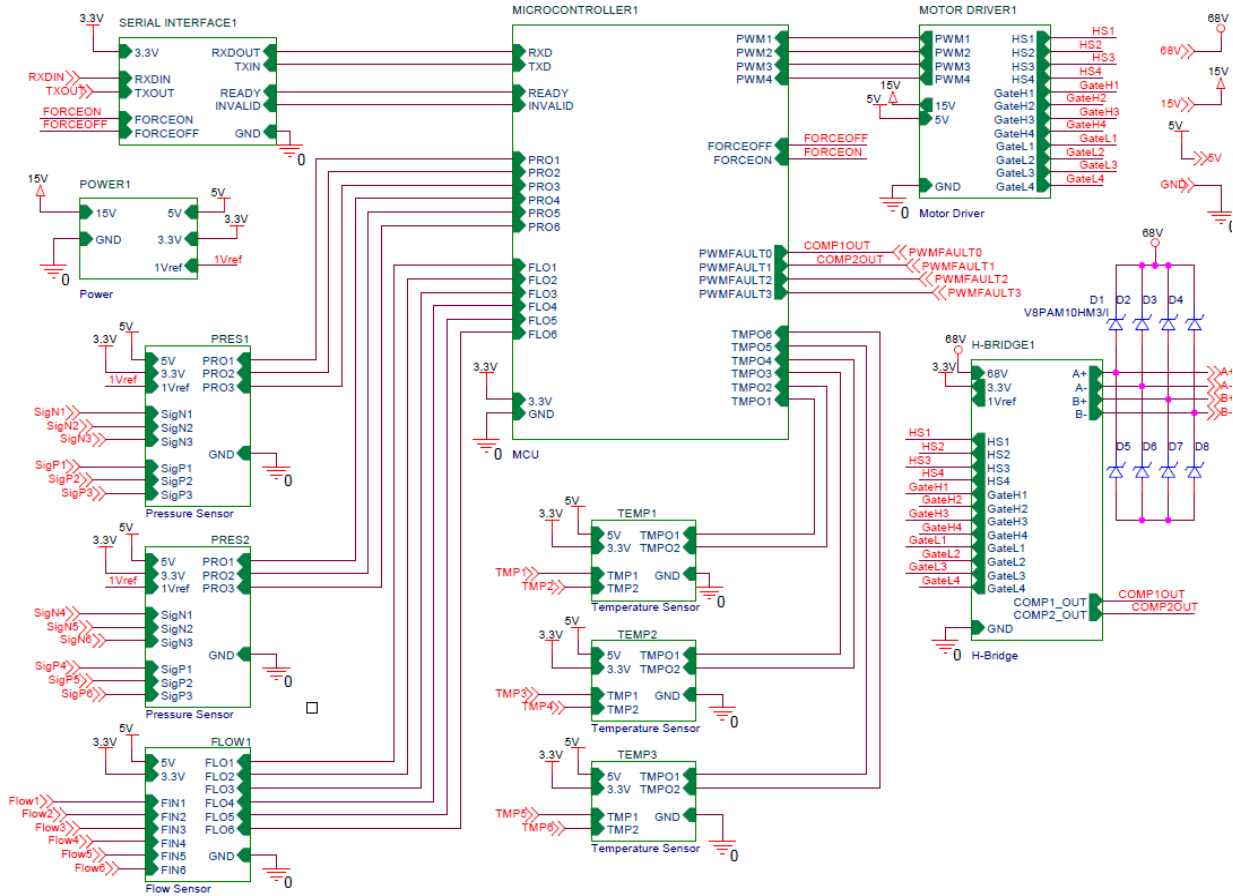 SERIAL INTERFACE1
3.3V
3.3V
RXDOUT
TXIN
RXDIN
RXDIN
TXOUT
TXOUT
READY
INVALID
FORCEON
FORCEON
FORCEOFF
FORCEOFF
GND
0
POWER1
15V
15V
5V
5V
GND
3.3V
3.3V
1Vref
1Vref
0
Power
PRES1
5V
3.3V
1Vref
5V
3.3V
1Vref
PRO1
PRO2
PRO3
SigN1
SigN2
SigN3
SigN1
SigN2
SigN3
GND
0
SigP1
SigP2
SigP3
SigP1
SigP2
SigP3
Pressure Sensor
PRES2
5V
3.3V
1Vref
5V
3.3V
1Vref
PRO1
PRO2
PRO3
SigN4
SigN5
SigN6
SigN1
SigN2
SigN3
GND
0
SigP4
SigP5
SigP6
SigP1
SigP2
SigP3
Pressure Sensor
FLOW1
5V
3.3V
5V
3.3V
FLO1
FLO2
FLO3
FLO4
FLO5
FLO6
Flow1
Flow2
Flow3
Flow4
Flow5
Flow6
FIN1
FIN2
FIN3
FIN4
FIN5
FIN6
GND
0
Flow Sensor
MICROCONTROLLER1
RXD
TXD
READY
INVALID
PRO1
PRO2
PRO3
PRO4
PRO5
PRO6
FLO1
FLO2
FLO3
FLO4
FLO5
FLO6
3.3V
3.3V
GND
0
MCU
PWM1
PWM2
PWM3
PWM4
FORCEOFF
FORCEON
FORCEOFF
FORCEON
PWMFAULT0
PWMFAULT1
PWMFAULT2
PWMFAULT3
COMP1OUT
COMP2OUT
PWMFAULT0
PWMFAULT1
PWMFAULT2
PWMFAULT3
TMPO6
TMPO5
TMPO4
TMPO3
TMPO2
TMPO1
TEMP1
5V
3.3V
5V
3.3V
TMPO1
TMPO2
TMP1
TMP2
TMP1
TMP2
GND
0
Temperature Sensor
TEMP2
5V
3.3V
5V
3.3V
TMPO1
TMPO2
TMP3
TMP4
TMP1
TMP2
GND
0
Temperature Sensor
TEMP3
5V
3.3V
5V
3.3V
TMPO1
TMPO2
TMP5
TMP6
TMP1
TMP2
GND
0
Temperature Sensor
MOTOR DRIVER1
PWM1
PWM2
PWM3
PWM4
15V
5V
15V
5V
GND
0
HS1
HS2
HS3
HS4
GateH1
GateH2
GateH3
GateH4
GateL1
GateL2
GateL3
GateL4
HS1
HS2
HS3
HS4
GateH1
GateH2
GateH3
GateH4
GateL1
GateL2
GateL3
GateL4
Motor Driver
68V
68V
15V
15V
5V
5V
GND
0
68V
D1 D2 D3 D4
V8PAM10HM3/I
H-BRIDGE1
68V
3.3V
68V
3.3V
1Vref
A+
A-
B+
B-
A+
A-
B+
B-
HS1
HS2
HS3
HS4
GateH1
GateH2
GateH3
GateH4
GateL1
GateL2
GateL3
GateL4
HS1
HS2
HS3
HS4
GateH1
GateH2
GateH3
GateH4
GateL1
GateL2
GateL3
GateL4
D5 D6 D7 D8
COMP1_OUT
COMP2_OUT
COMP1OUT
COMP2OUT
GND
0
H-Bridge